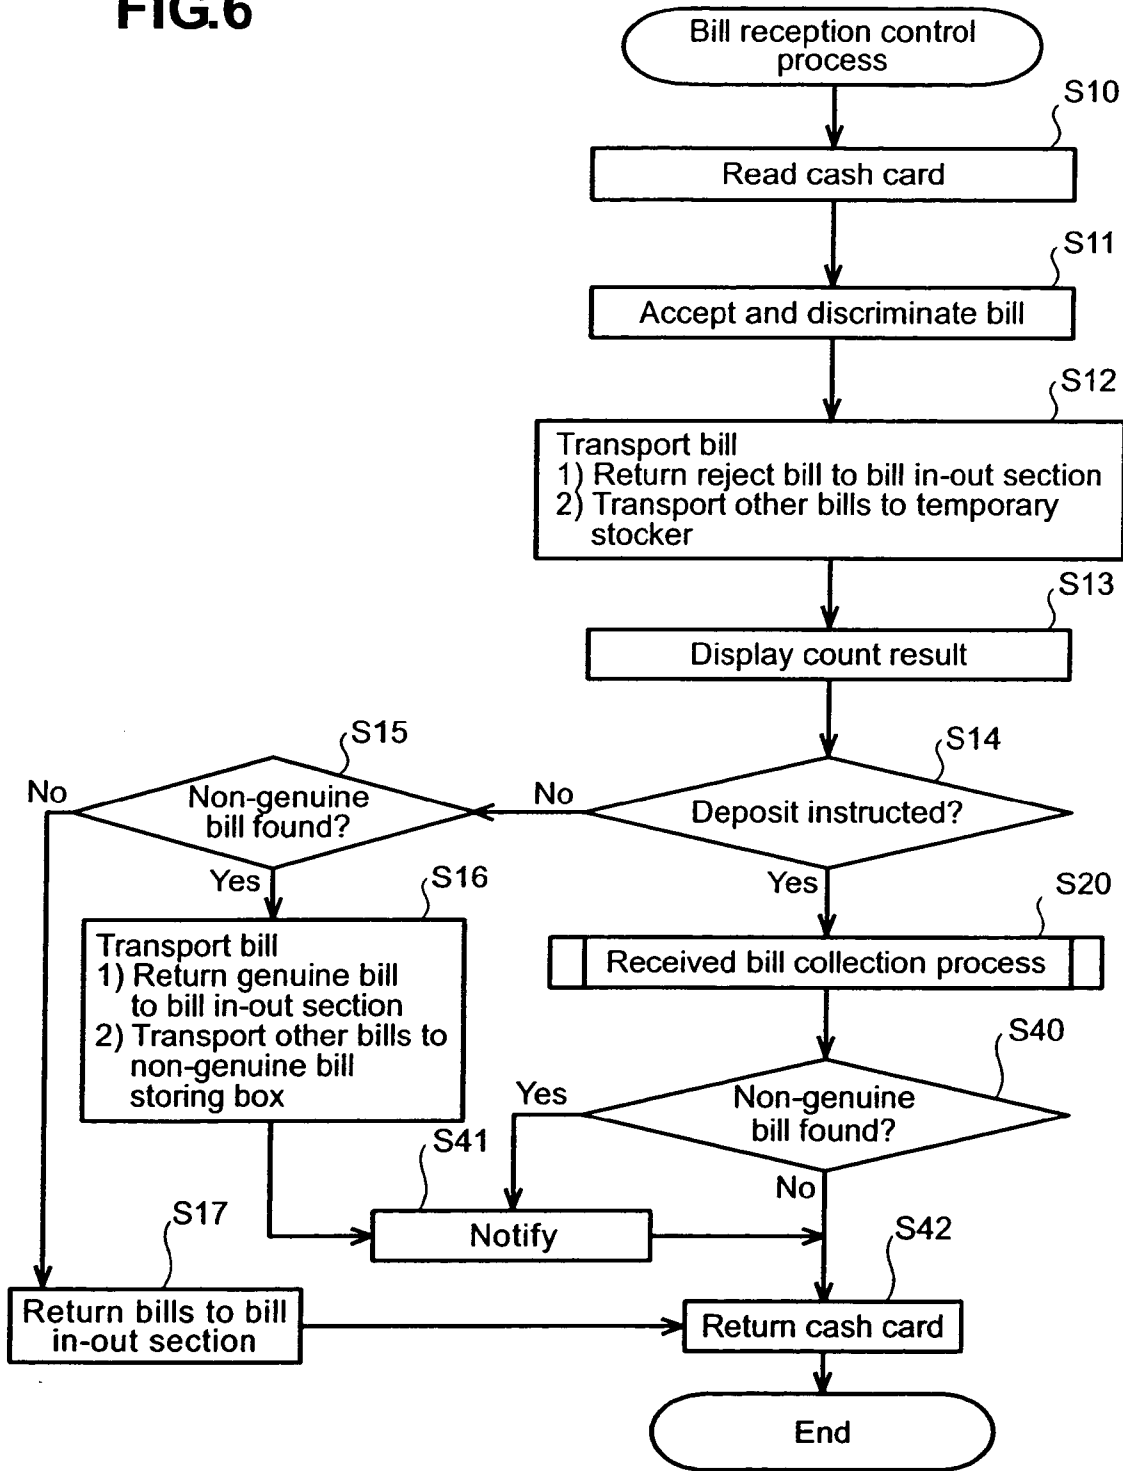 FIG.6
Bill reception control
process
S10
Read cash card
S11
Accept and discriminate bill
S12
Transport bill
1) Return reject bill to bill in-out section
2) Transport other bills to temporary
stocker
S13
Display count result
S14
Deposit instructed?
No
Yes
S15
Non-genuine
bill found?
No
Yes
S16
Transport bill
1) Return genuine bill
to bill in-out section
2) Transport other bills to
non-genuine bill
storing box
S20
Received bill collection process
S40
Non-genuine
bill found?
Yes
No
S41
Notify
S17
Return bills to bill
in-out section
S42
Return cash card
End